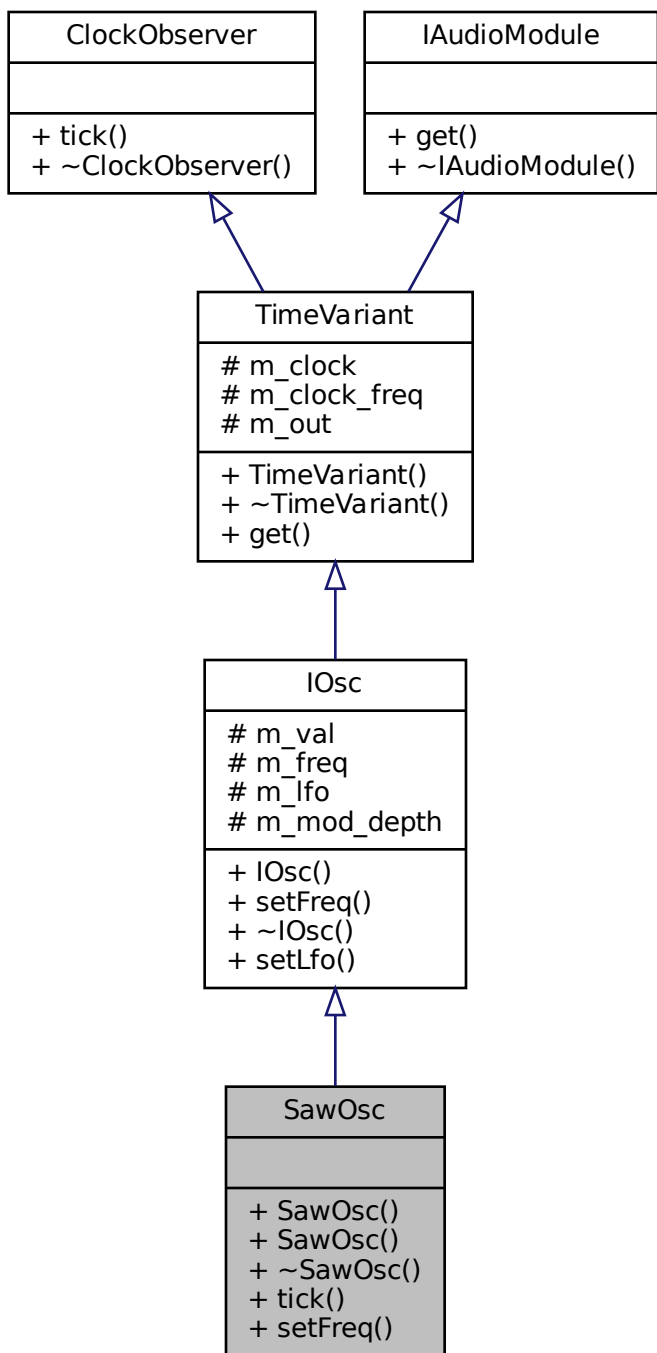 ClockObserver
+ tick()
+ ~ClockObserver()
IAudioModule
+ get()
+ ~IAudioModule()
TimeVariant
# m_clock
# m_clock_freq
# m_out
+ TimeVariant()
+ ~TimeVariant()
+ get()
IOsc
# m_val
# m_freq
# m_lfo
# m_mod_depth
+ IOsc()
+ setFreq()
+ ~IOsc()
+ setLfo()
SawOsc
+ SawOsc()
+ SawOsc()
+ ~SawOsc()
+ tick()
+ setFreq()